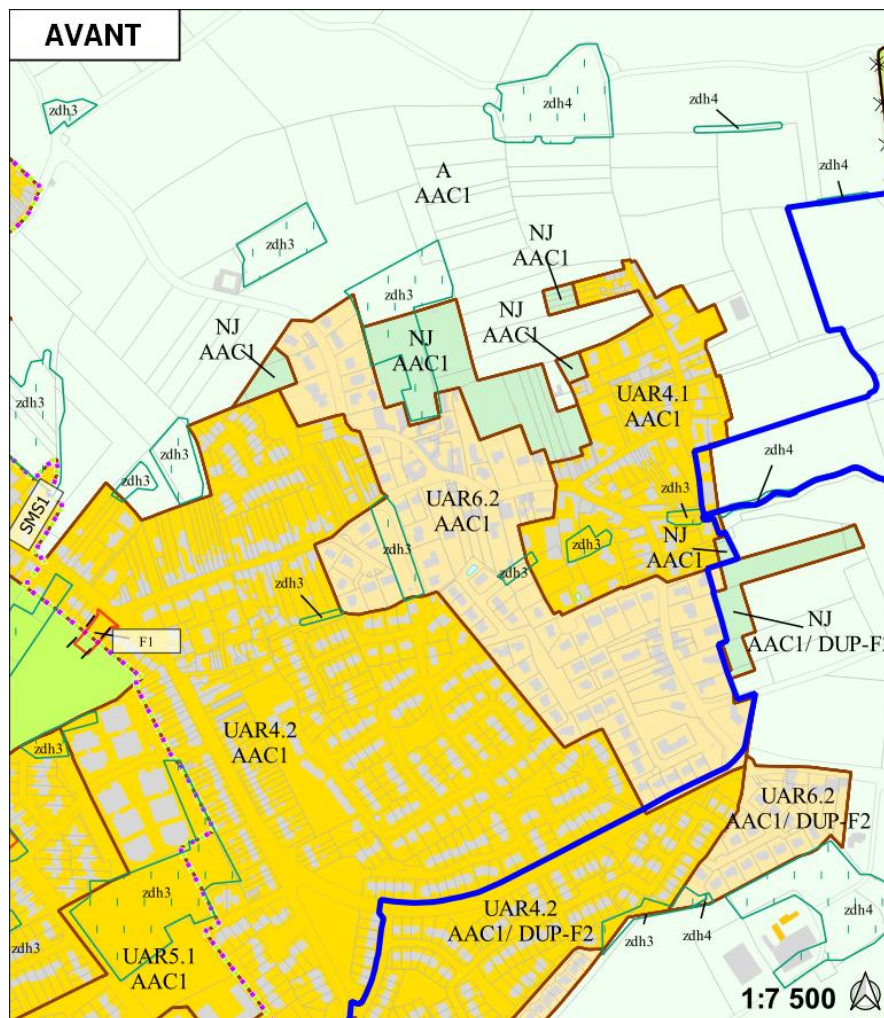 AVANT
zdh3
zdh4
zdh4
zdh4
A
AAC1
zdh3
NJ
AAC1
zdh3
NJ
AAC1
NJ
AAC1
NJ
AAC1
UAR4.1
AAC1
zdh3
zdh3
zdh3
SMS1
UAR6.2
AAC1
zdh4
zdh3
zdh3
zdh3
zdh3
NJ
AAC1
zdh3
F1
NJ
AAC1/ DUP-F2
UAR4.2
AAC1
zdh3
UAR6.2
AAC1/ DUP-F2
zdh3
UAR4.2
AAC1/ DUP-F2
zdh3
zdh4
zdh4
zdh3
UAR5.1
AAC1
1:7 500